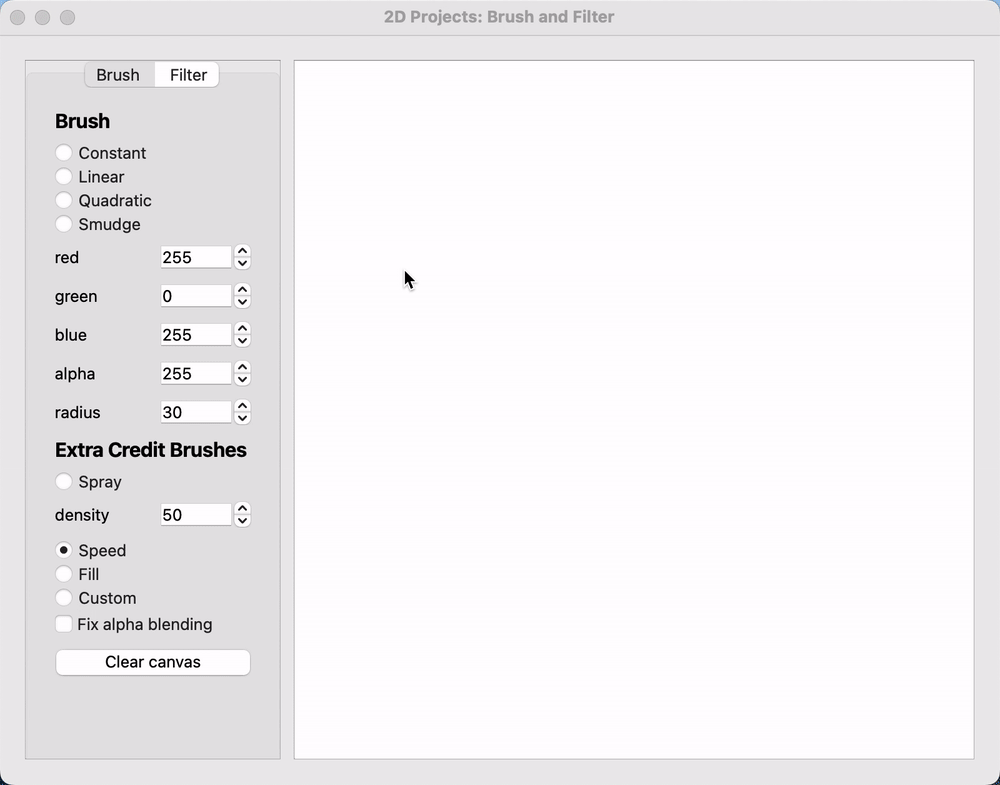 2D Projects: Brush and Filter
Brush Filter
Brush
Constant
Linear
Quadratic
Smudge
red 255
green 0
blue 255
alpha 255
radius 30
Extra Credit Brushes
Spray
density 50
Speed
Fill
Custom
Fix alpha blending
Clear canvas